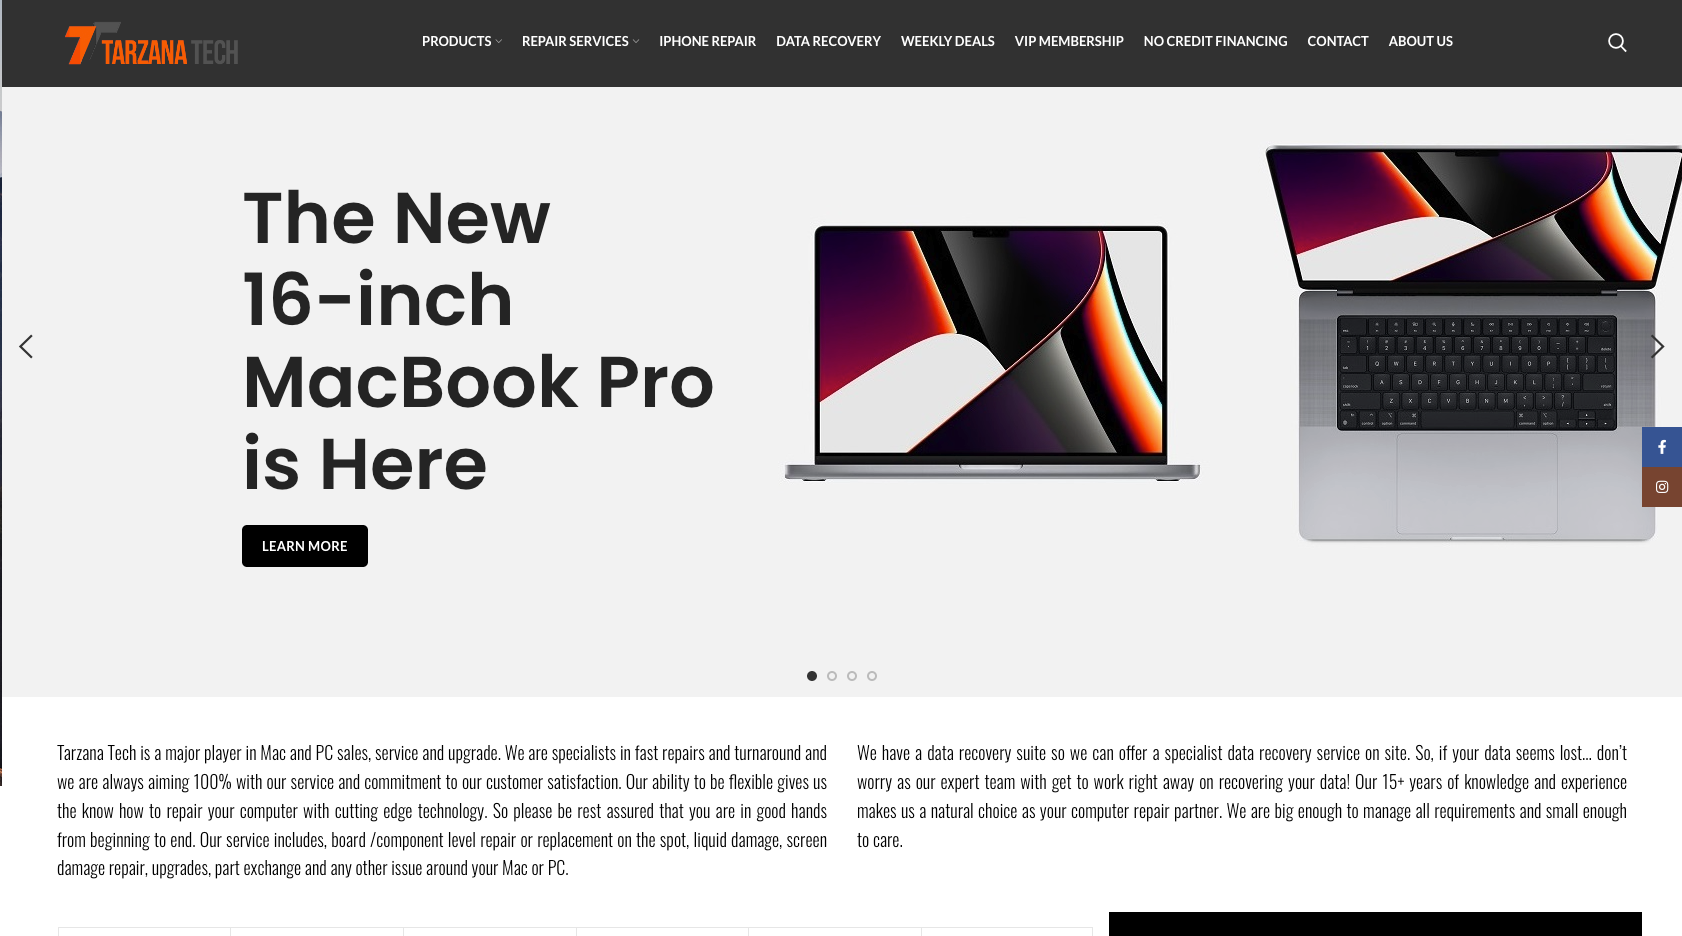 TARZANA TECH
PRODUCTS
REPAIR SERVICES
IPHONE REPAIR
DATA RECOVERY
WEEKLY DEALS
VIP MEMBERSHIP
NO CREDIT FINANCING
CONTACT
ABOUT US
The New
16-inch
MacBook Pro
is Here
LEARN MORE
Tarzana Tech is a major player in Mac and PC sales, service and upgrade. We are specialists in fast repairs and turnaround and
we are always aiming 100% with our service and commitment to our customer satisfaction. Our ability to be flexible gives us
the know how to repair your computer with cutting edge technology. So please be rest assured that you are in good hands
from beginning to end. Our service includes, board /component level repair or replacement on the spot, liquid damage, screen
damage repair, upgrades, part exchange and any other issue around your Mac or PC.
We have a data recovery suite so we can offer a specialist data recovery service on site. So, if your data seems lost… don't
worry as our expert team with get to work right away on recovering your data! Our 15+ years of knowledge and experience
makes us a natural choice as your computer repair partner. We are big enough to manage all requirements and small enough
to care.